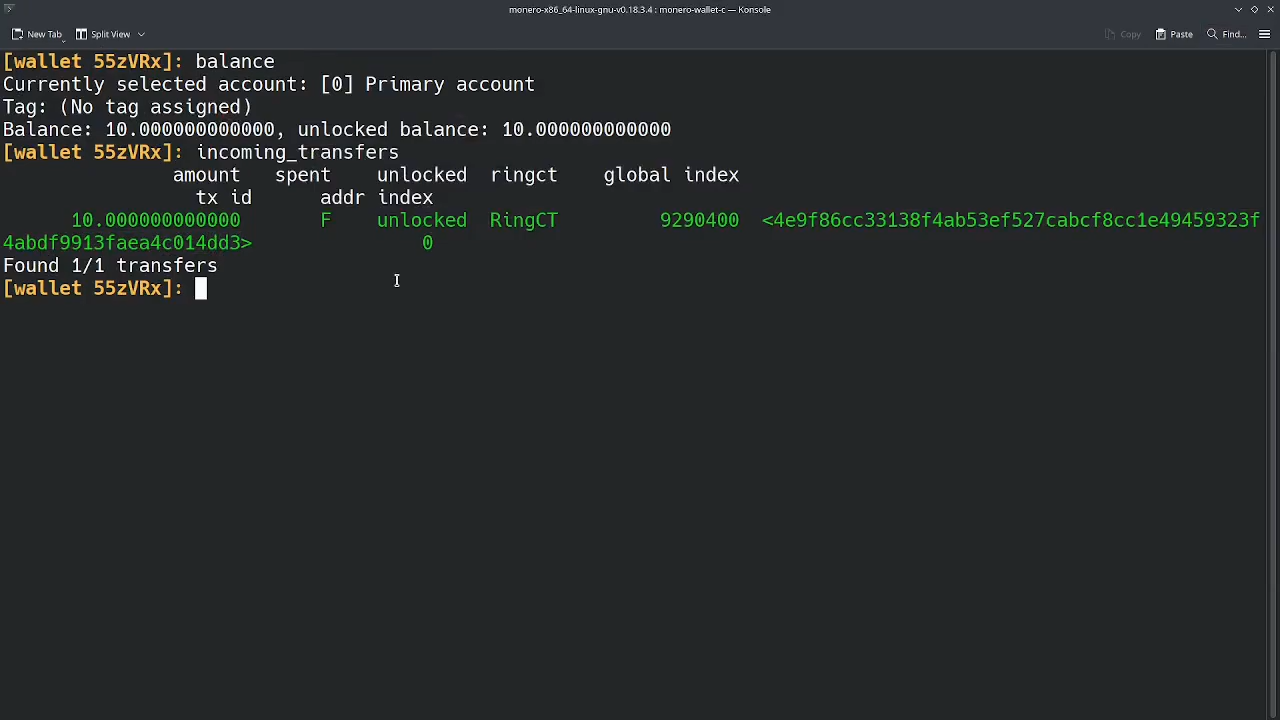 monero-x86_64-linux-gnu-v0.18.3.4 : monero-wallet-c — Konsole
New Tab Split View Copy Paste Find...
[wallet 55zVRx]: balance
Currently selected account: [0] Primary account
Tag: (No tag assigned)
Balance: 10.000000000000, unlocked balance: 10.000000000000
[wallet 55zVRx]: incoming_transfers
amount spent unlocked ringct global index
tx id addr index
10.000000000000 F unlocked RingCT 9290400 <4e9f86cc33138f4ab53ef527cabcf8cc1e49459323f
4abdf9913faea4c014dd3> 0
Found 1/1 transfers
[wallet 55zVRx]: